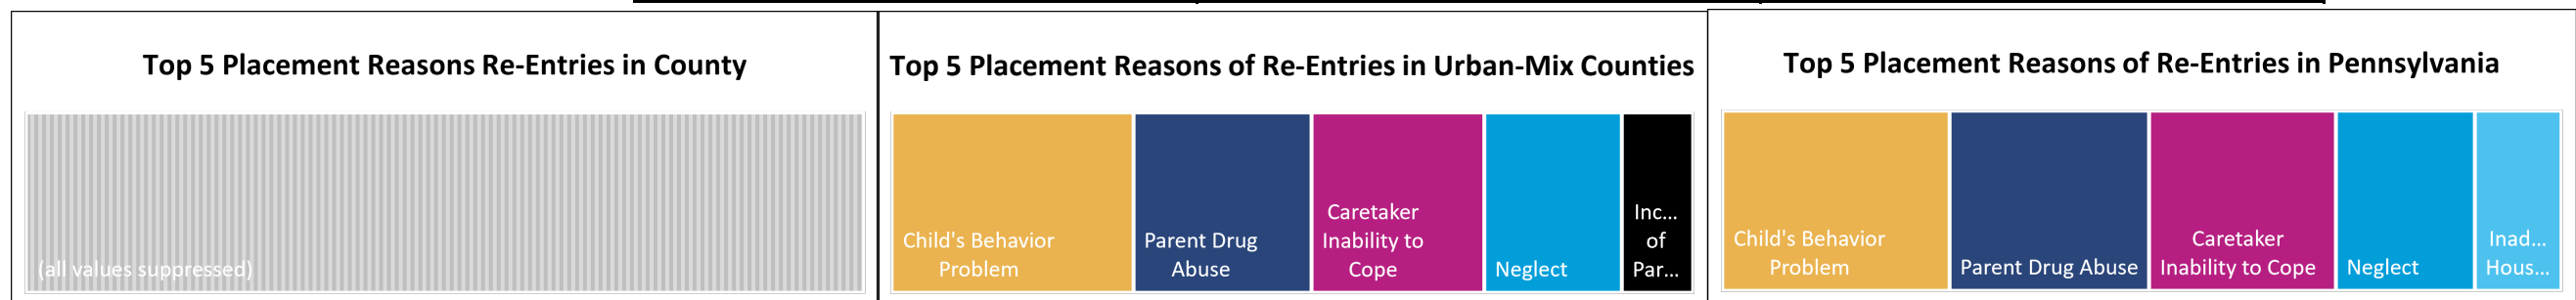 Top 5 Placement Reasons Re-Entries in County
(all values suppressed)
Top 5 Placement Reasons of Re-Entries in Urban-Mix Counties
Child's Behavior
Problem
Parent Drug
Abuse
Caretaker
Inability to
Cope
Neglect
Inc...
of
Par...
Top 5 Placement Reasons of Re-Entries in Pennsylvania
Child's Behavior
Problem
Parent Drug Abuse
Caretaker
Inability to Cope
Neglect
Inad...
Hous...